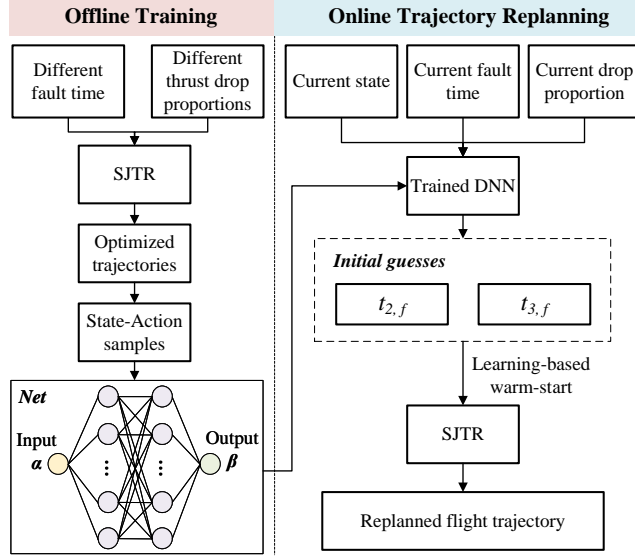 Offline Training
Different
fault time
Different
thrust drop
proportions
SJTR
Optimized
trajectories
State-Action
samples
Net
Input
α
Output
β
Online Trajectory Replanning
Current state
Current fault
time
Current drop
proportion
Trained DNN
Initial guesses
t2, f
t3, f
Learning-based
warm-start
SJTR
Replanned flight trajectory